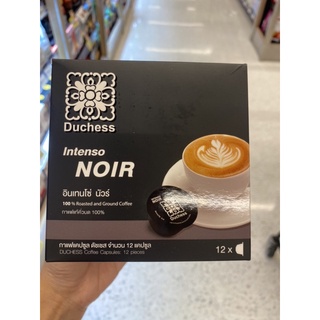 Duchess
Intenso
NOIR
อินเทนโซ่ นัวร์
100% Roasted and Ground Coffee
กาแฟแท้คั่วบด 100%
Duchess
กาแฟแคปซูล ดัชเชส จำนวน 12 แคปซูล
DUCHESS Coffee Capsules: 12 pieces
12 x